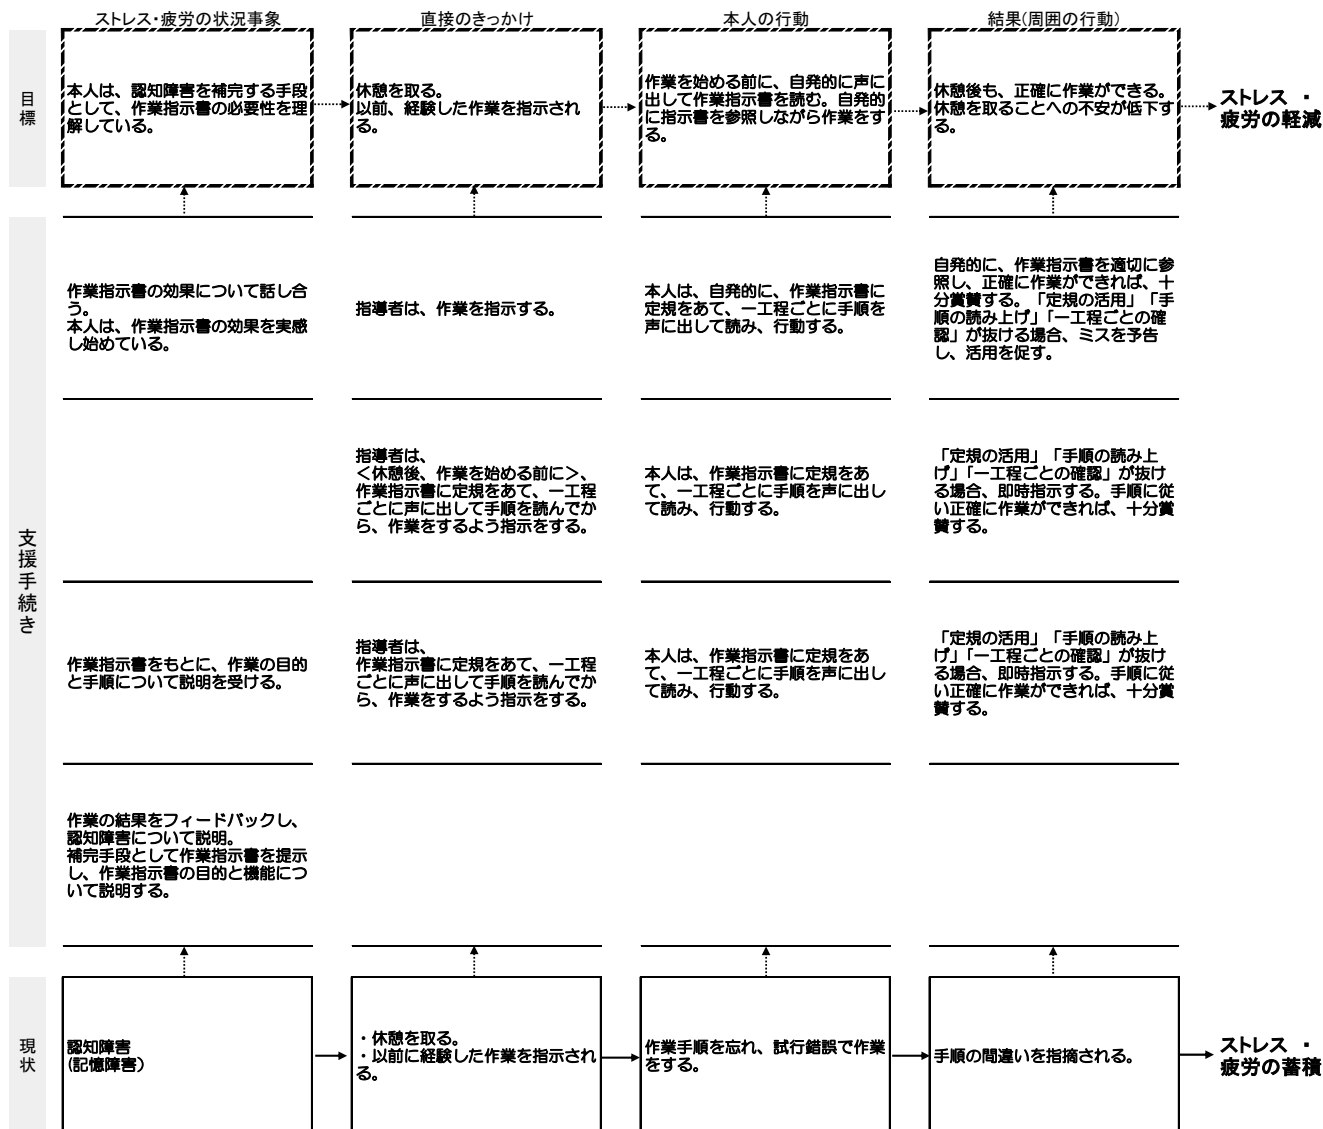 ストレス・疲労の状況事象
直接のきっかけ
本人の行動
結果(周囲の行動)
目標
本人は、認知障害を補完する手段
として、作業指示書の必要性を理
解している。
休憩を取る。
以前、経験した作業を指示され
る。
作業を始める前に、自発的に声に
出して作業指示書を読む。自発的
に指示書を参照しながら作業をす
る。
休憩後も、正確に作業ができる。
休憩を取ることへの不安が低下す
る。
ストレス ・
疲労の軽減
支援手続き
作業指示書の効果について話し合
う。
本人は、作業指示書の効果を実感
し始めている。
指導者は、作業を指示する。
本人は、自発的に、作業指示書に
定規をあて、一工程ごとに手順を
声に出して読み、行動する。
自発的に、作業指示書を適切に参
照し、正確に作業ができれば、十
分賞賛する。「定規の活用」「手
順の読み上げ」「一工程ごとの確
認」が抜ける場合、ミスを予告
し、活用を促す。
指導者は、
＜休憩後、作業を始める前に＞、
作業指示書に定規をあて、一工程
ごとに声に出して手順を読んでか
ら、作業をするよう指示をする。
本人は、作業指示書に定規をあ
て、一工程ごとに手順を声に出し
て読み、行動する。
「定規の活用」「手順の読み上
げ」「一工程ごとの確認」が抜け
る場合、即時指示する。手順に従
い正確に作業ができれば、十分賞
賛する。
作業指示書をもとに、作業の目的
と手順について説明を受ける。
指導者は、
作業指示書に定規をあて、一工程
ごとに声に出して手順を読んでか
ら、作業をするよう指示をする。
本人は、作業指示書に定規をあ
て、一工程ごとに手順を声に出し
て読み、行動する。
「定規の活用」「手順の読み上
げ」「一工程ごとの確認」が抜け
る場合、即時指示する。手順に従
い正確に作業ができれば、十分賞
賛する。
作業の結果をフィードバックし、
認知障害について説明。
補完手段として作業指示書を提示
し、作業指示書の目的と機能につ
いて説明する。
現状
認知障害
(記憶障害）
・休憩を取る。
・以前に経験した作業を指示され
る。
作業手順を忘れ、試行錯誤で作業
をする。
手順の間違いを指摘される。
ストレス ・
疲労の蓄積